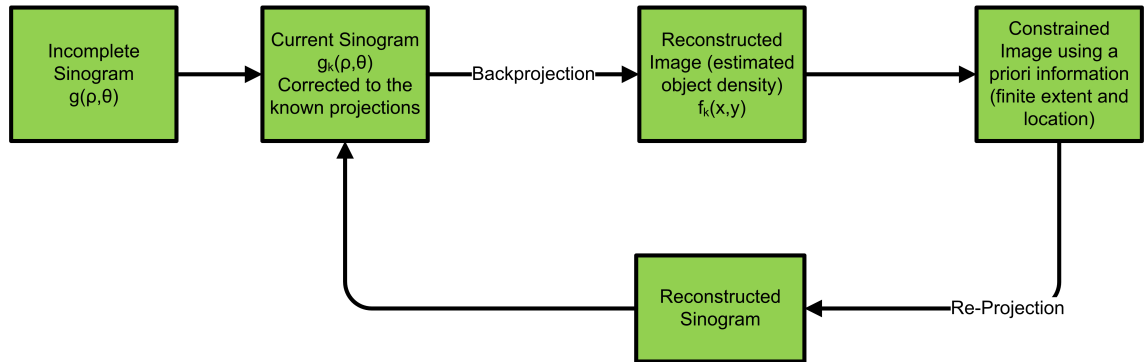 Incomplete
Sinogram
g(ρ,θ)
Current Sinogram
gₖ(ρ,θ)
Corrected to the
known projections
Backprojection
Reconstructed
Image (estimated
object density)
fₖ(x,y)
Constrained
Image using a
priori information
(finite extent and
location)
Re-Projection
Reconstructed
Sinogram